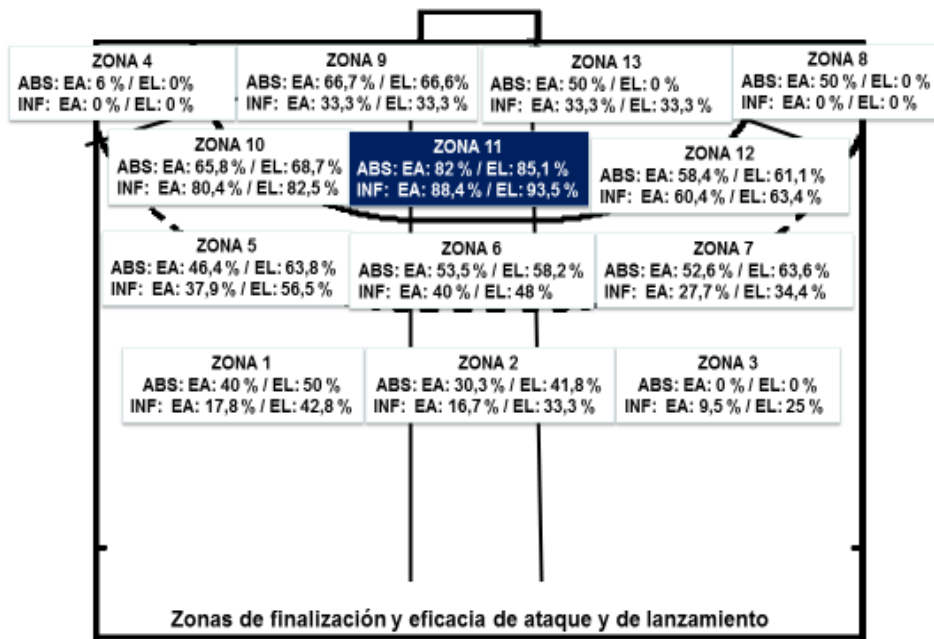 ZONA 4
ABS: EA: 6 % / EL: 0%
INF: EA: 0 % / EL: 0 %
ZONA 9
ABS: EA: 66,7 % / EL: 66,6%
INF: EA: 33,3 % / EL: 33,3 %
ZONA 13
ABS: EA: 50 % / EL: 0 %
INF: EA: 33,3 % / EL: 33,3 %
ZONA 8
ABS: EA: 50 % / EL: 0 %
INF: EA: 0 % / EL: 0 %
ZONA 10
ABS: EA: 65,8 % / EL: 68,7 %
INF: EA: 80,4 % / EL: 82,5 %
ZONA 11
ABS: EA: 82 % / EL: 85,1 %
INF: EA: 88,4 % / EL: 93,5 %
ZONA 12
ABS: EA: 58,4 % / EL: 61,1 %
INF: EA: 60,4 % / EL: 63,4 %
ZONA 5
ABS: EA: 46,4 % / EL: 63,8 %
INF: EA: 37,9 % / EL: 56,5 %
ZONA 6
ABS: EA: 53,5 % / EL: 58,2 %
INF: EA: 40 % / EL: 48 %
ZONA 7
ABS: EA: 52,6 % / EL: 63,6 %
INF: EA: 27,7 % / EL: 34,4 %
ZONA 1
ABS: EA: 40 % / EL: 50 %
INF: EA: 17,8 % / EL: 42,8 %
ZONA 2
ABS: EA: 30,3 % / EL: 41,8 %
INF: EA: 16,7 % / EL: 33,3 %
ZONA 3
ABS: EA: 0 % / EL: 0 %
INF: EA: 9,5 % / EL: 25 %
Zonas de finalización y eficacia de ataque y de lanzamiento